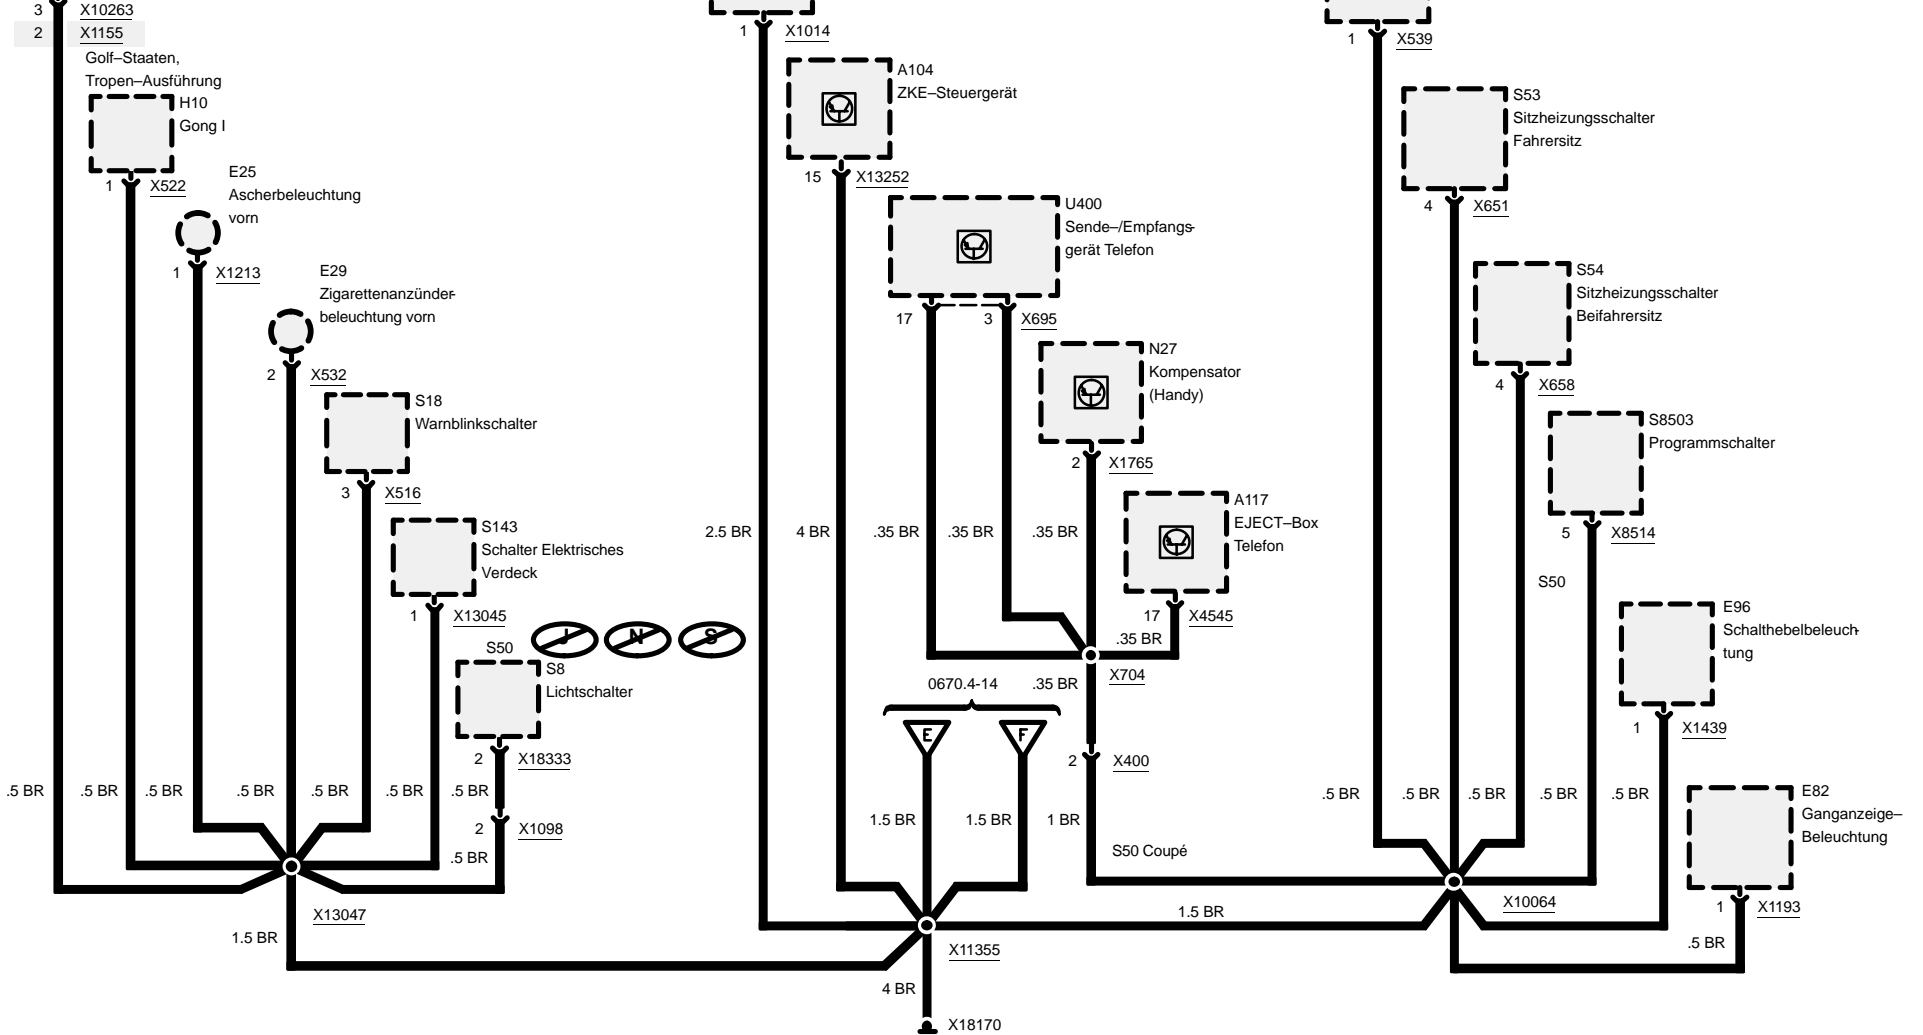 3 X10263
2 X1155
Golf–Staaten,
Tropen–Ausführung
H10
Gong I
1 X522
E25
Ascherbeleuchtung
vorn
1 X1213
E29
Zigarettenanzünder-
beleuchtung vorn
2 X532
S18
Warnblinkschalter
3 X516
S143
Schalter Elektrisches
Verdeck
1 X13045
J N S
S50
S8
Lichtschalter
2 X18333
.5 BR .5 BR .5 BR .5 BR .5 BR .5 BR .5 BR
2 X1098
.5 BR
X13047
1.5 BR
1 X1014
A104
ZKE–Steuergerät
15 X13252
U400
Sende–/Empfangs-
gerät Telefon
17 3 X695
N27
Kompensator
(Handy)
2 X1765
A117
EJECT–Box
Telefon
2.5 BR 4 BR .35 BR .35 BR .35 BR
17 X4545
.35 BR
X704
0670.4-14 .35 BR
E F
2 X400
1.5 BR 1.5 BR 1 BR
S50 Coupé
1.5 BR
X11355
4 BR
X18170
1 X539
S53
Sitzheizungsschalter
Fahrersitz
4 X651
S54
Sitzheizungsschalter
Beifahrersitz
4 X658
S8503
Programmschalter
5 X8514
S50
E96
Schalthebelbeleuch-
tung
1 X1439
.5 BR .5 BR .5 BR .5 BR .5 BR
E82
Ganganzeige–
Beleuchtung
X10064
1 X1193
.5 BR